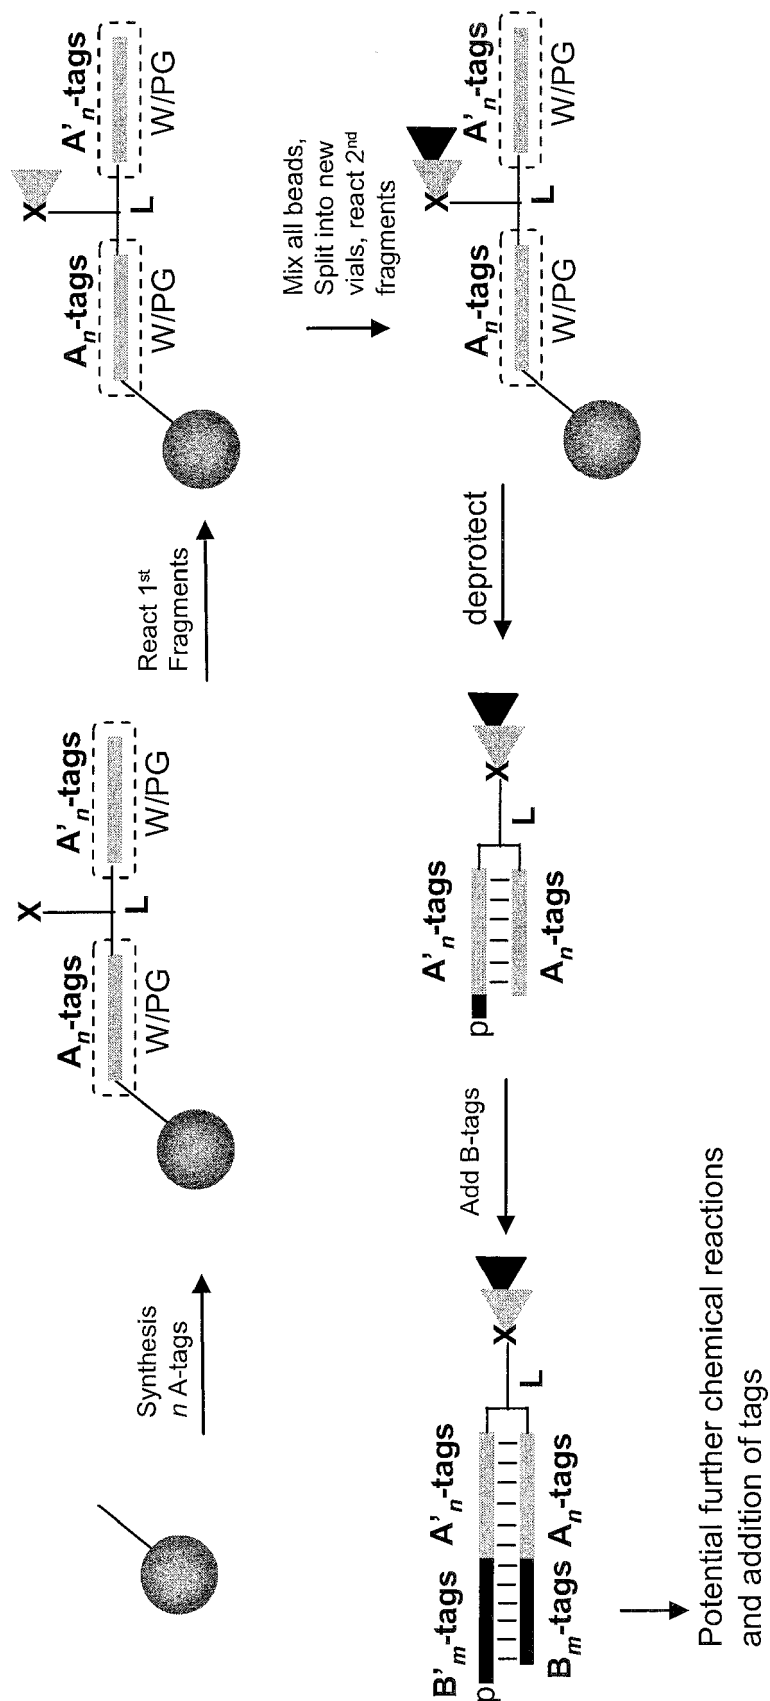 Synthesis
n A-tags
X
Aₙ-tags A'ₙ-tags
L
W/PG W/PG
React 1st
Fragments
X
Aₙ-tags A'ₙ-tags
L
W/PG W/PG
Mix all beads,
Split into new
vials, react 2nd
fragments
X
Aₙ-tags A'ₙ-tags
L
W/PG W/PG
deprotect
A'ₙ-tags
p
X
L
Aₙ-tags
Add B-tags
B'ₘ-tags A'ₙ-tags
p
X
L
Bₘ-tags Aₙ-tags
Potential further chemical reactions
and addition of tags